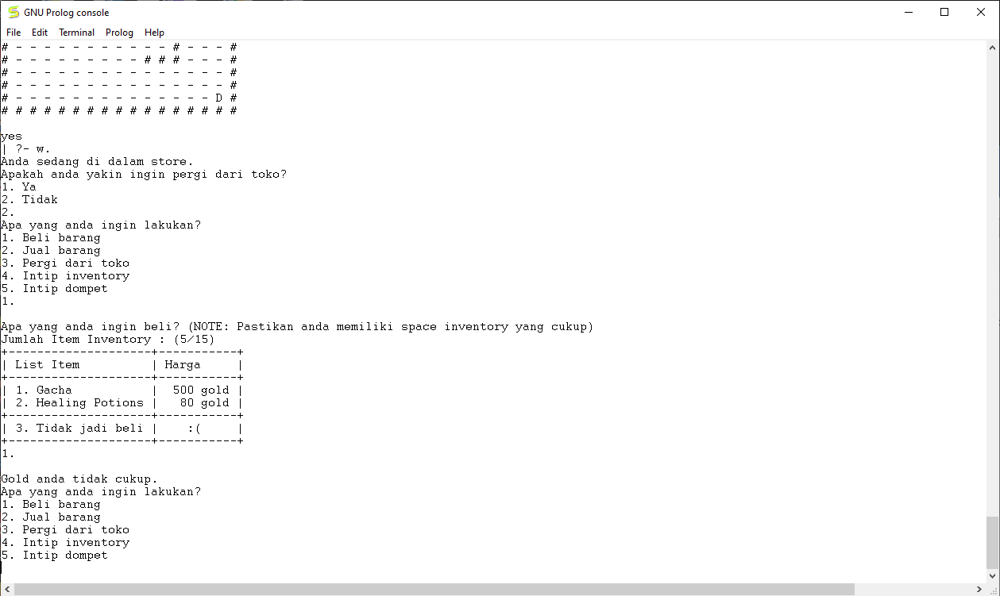 GNU Prolog console
File Edit Terminal Prolog Help
# - - - - - - - - - - - # - - - #
# - - - - - - - - - # # # - - - #
# - - - - - - - - - - - - - - - #
# - - - - - - - - - - - - - - - #
# - - - - - - - - - - - - - - D #
# # # # # # # # # # # # # # # # #
yes
| ?- w.
Anda sedang di dalam store.
Apakah anda yakin ingin pergi dari toko?
1. Ya
2. Tidak
2.
Apa yang anda ingin lakukan?
1. Beli barang
2. Jual barang
3. Pergi dari toko
4. Intip inventory
5. Intip dompet
1.
Apa yang anda ingin beli? (NOTE: Pastikan anda memiliki space inventory yang cukup)
Jumlah Item Inventory : (5/15)
+--------------------+-----------+
| List Item          | Harga     |
+--------------------+-----------+
| 1. Gacha           |  500 gold |
| 2. Healing Potions |   80 gold |
+--------------------+-----------+
| 3. Tidak jadi beli |    :(     |
+--------------------+-----------+
1.
Gold anda tidak cukup.
Apa yang anda ingin lakukan?
1. Beli barang
2. Jual barang
3. Pergi dari toko
4. Intip inventory
5. Intip dompet